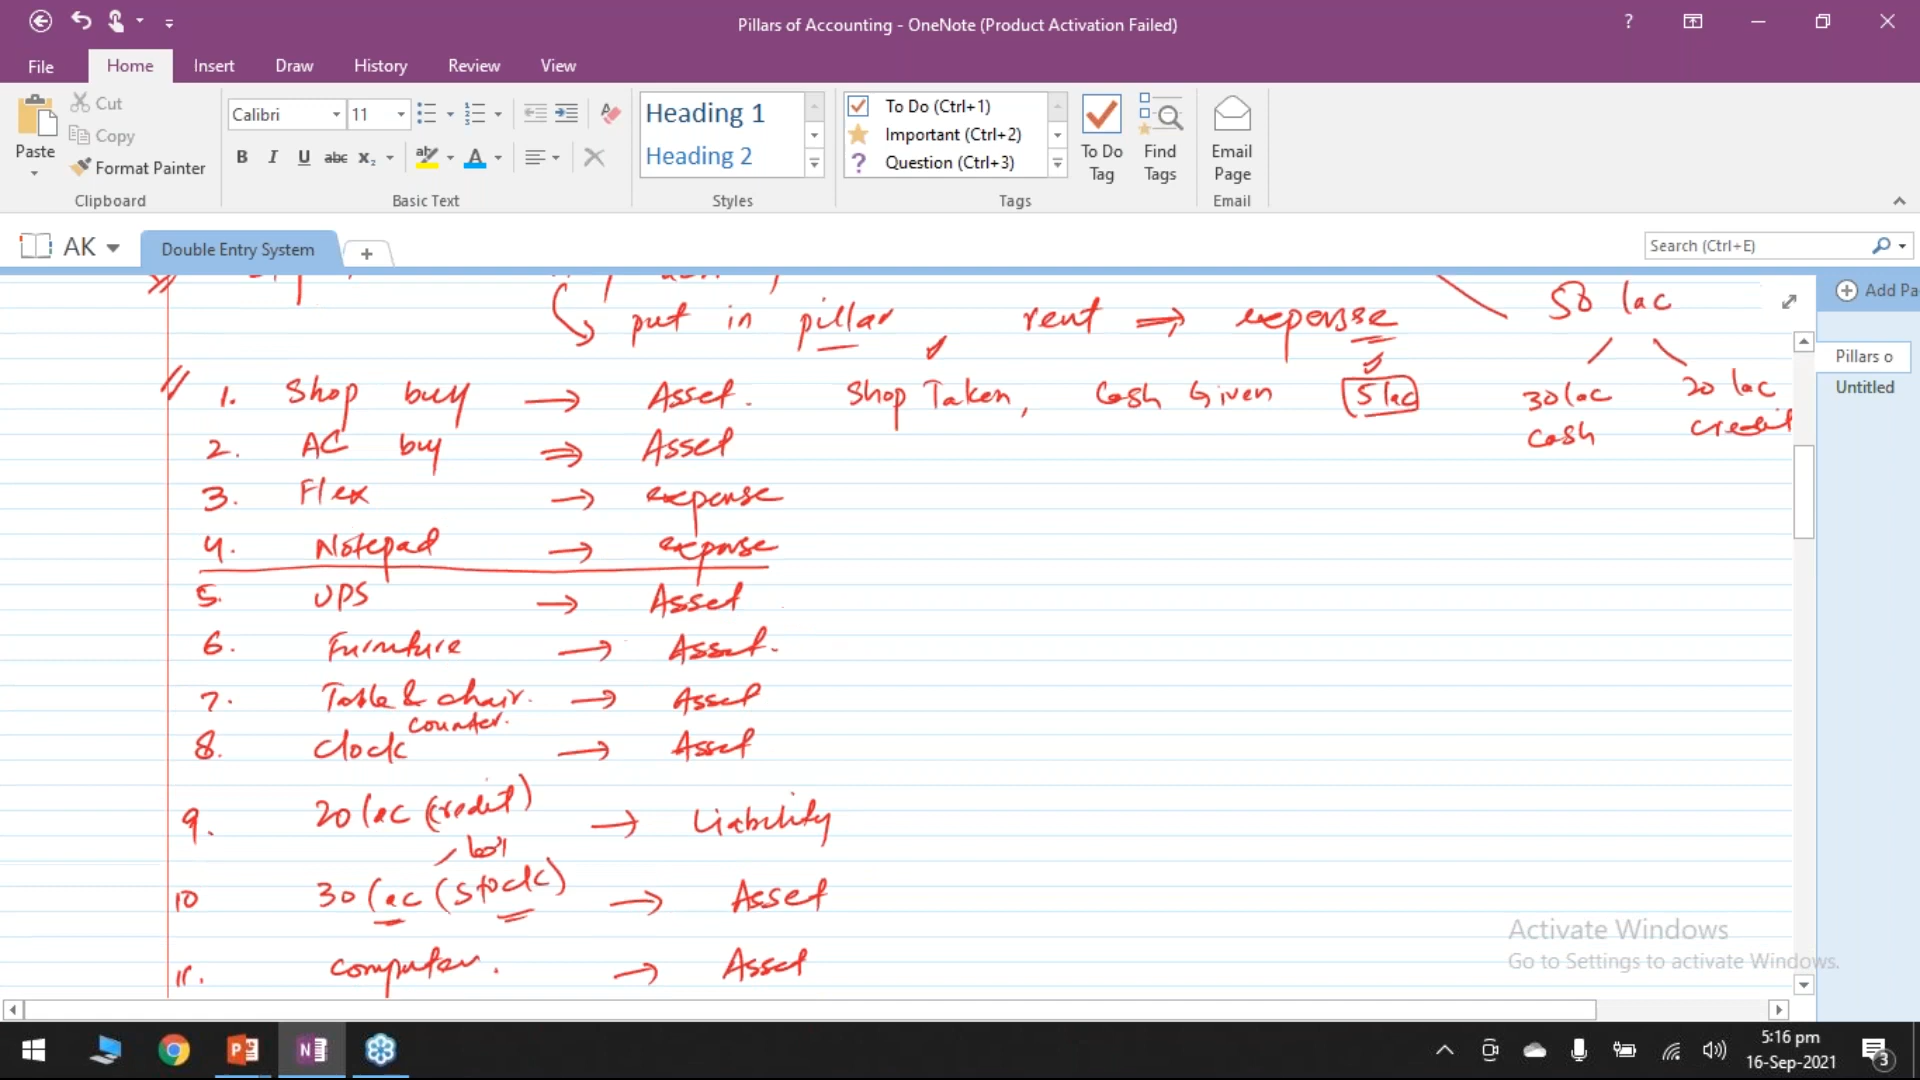 Pillars of Accounting - OneNote (Product Activation Failed)
?
File Home Insert Draw History Review View
Paste
Cut
Copy
Format Painter
Clipboard
Calibri 11
B I U abc x₂ aby A
Basic Text
Heading 1
Heading 2
Styles
To Do (Ctrl+1)
Important (Ctrl+2)
? Question (Ctrl+3)
To Do Tag
Find Tags
Tags
Email Page
Email
AK
Double Entry System
+
Search (Ctrl+E)
Add Pa
Pillars o
Untitled
put in pillar, rent ⇒ expensse
50 lac
30 lac cash
20 lac credit
1. Shop buy → Asset. Shop Taken, Cash Given 5 lac
2. AC buy ⇒ Asset
3. Flex → expense
4. Notepad → expense
5. UPS → Asset
6. Furniture → Asset.
7. Table & chair. → Asset
counter.
8. clock → Asset
9. 20 lac (credit) → Liability
10 30 lac (stock) → Asset
11. computer. → Asset
Activate Windows
Go to Settings to activate Windows.
P N
5:16 pm
16-Sep-2021
3